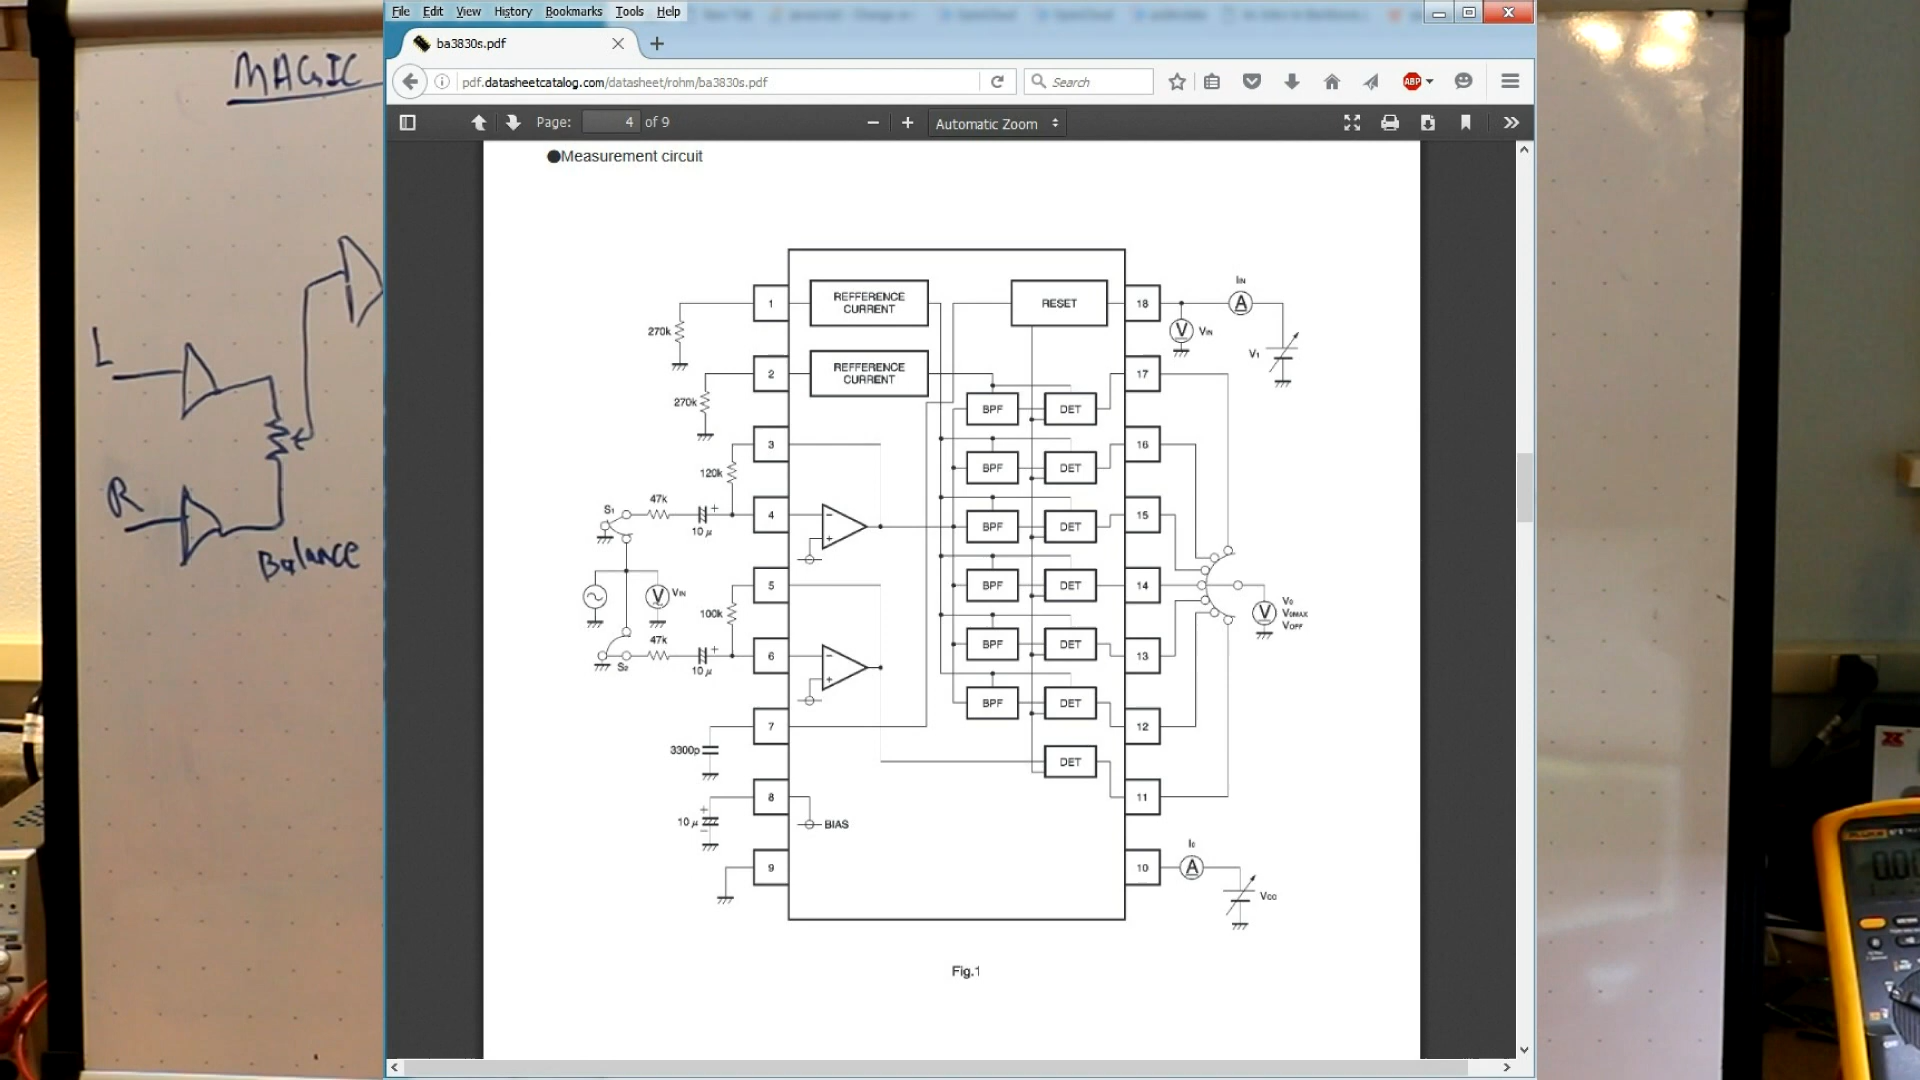 MAGIC
L
R
Balance
File Edit View History Bookmarks Tools Help
ba3830s.pdf
pdf.datasheetcatalog.com/datasheet/rohm/ba3830s.pdf
Search
ABP
Page: 4 of 9
Automatic Zoom
●Measurement circuit
1
REFFERENCE
CURRENT
RESET
18
IIN
A
V
VIN
V1
270k
2
REFFERENCE
CURRENT
17
270k
BPF
DET
3
16
120k
BPF
DET
S1
47k
10μ
+
4
-
+
BPF
DET
15
5
BPF
DET
14
V
VIN
100k
V
VO
VOMAX
VOFF
S2
47k
10μ
+
6
-
+
BPF
DET
13
BPF
DET
12
7
3300p
DET
11
8
+
10μ
-
BIAS
9
10
IQ
A
VCC
Fig.1
FLUKE